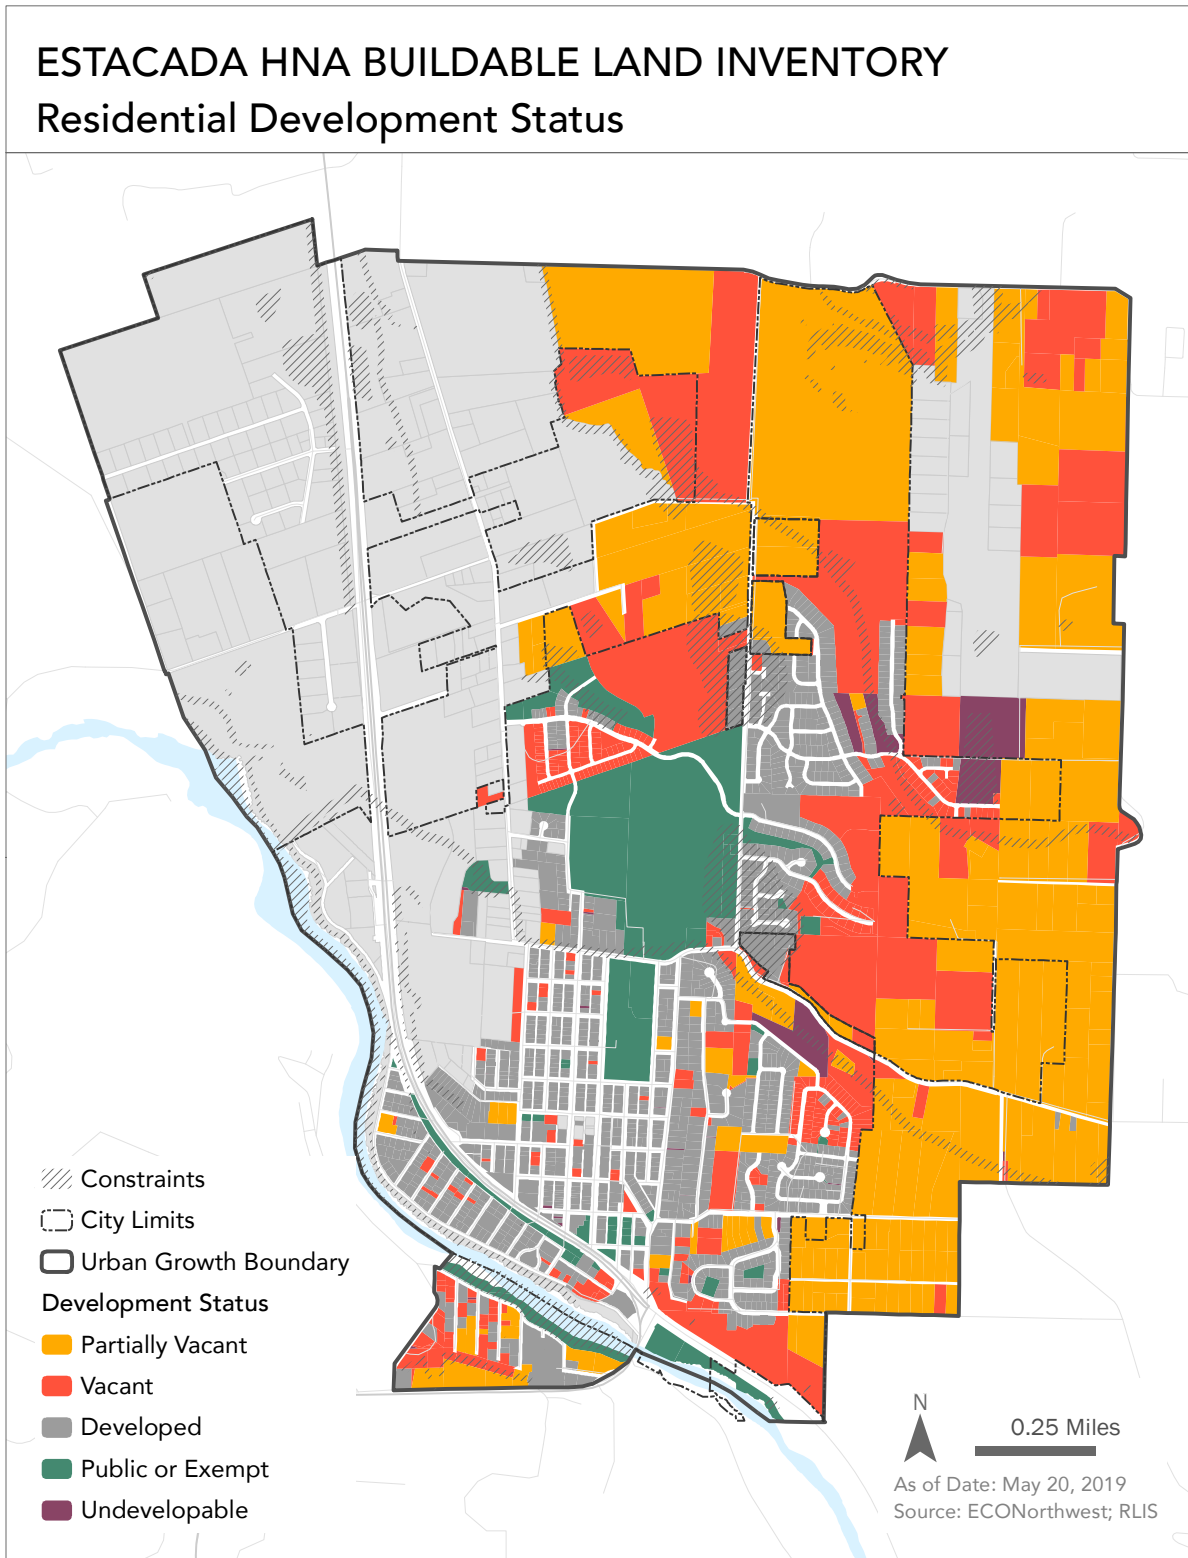 ESTACADA HNA BUILDABLE LAND INVENTORY
Residential Development Status
Constraints
City Limits
Urban Growth Boundary
Development Status
Partially Vacant
Vacant
Developed
Public or Exempt
Undevelopable
N
0.25 Miles
As of Date: May 20, 2019
Source: ECONorthwest; RLIS